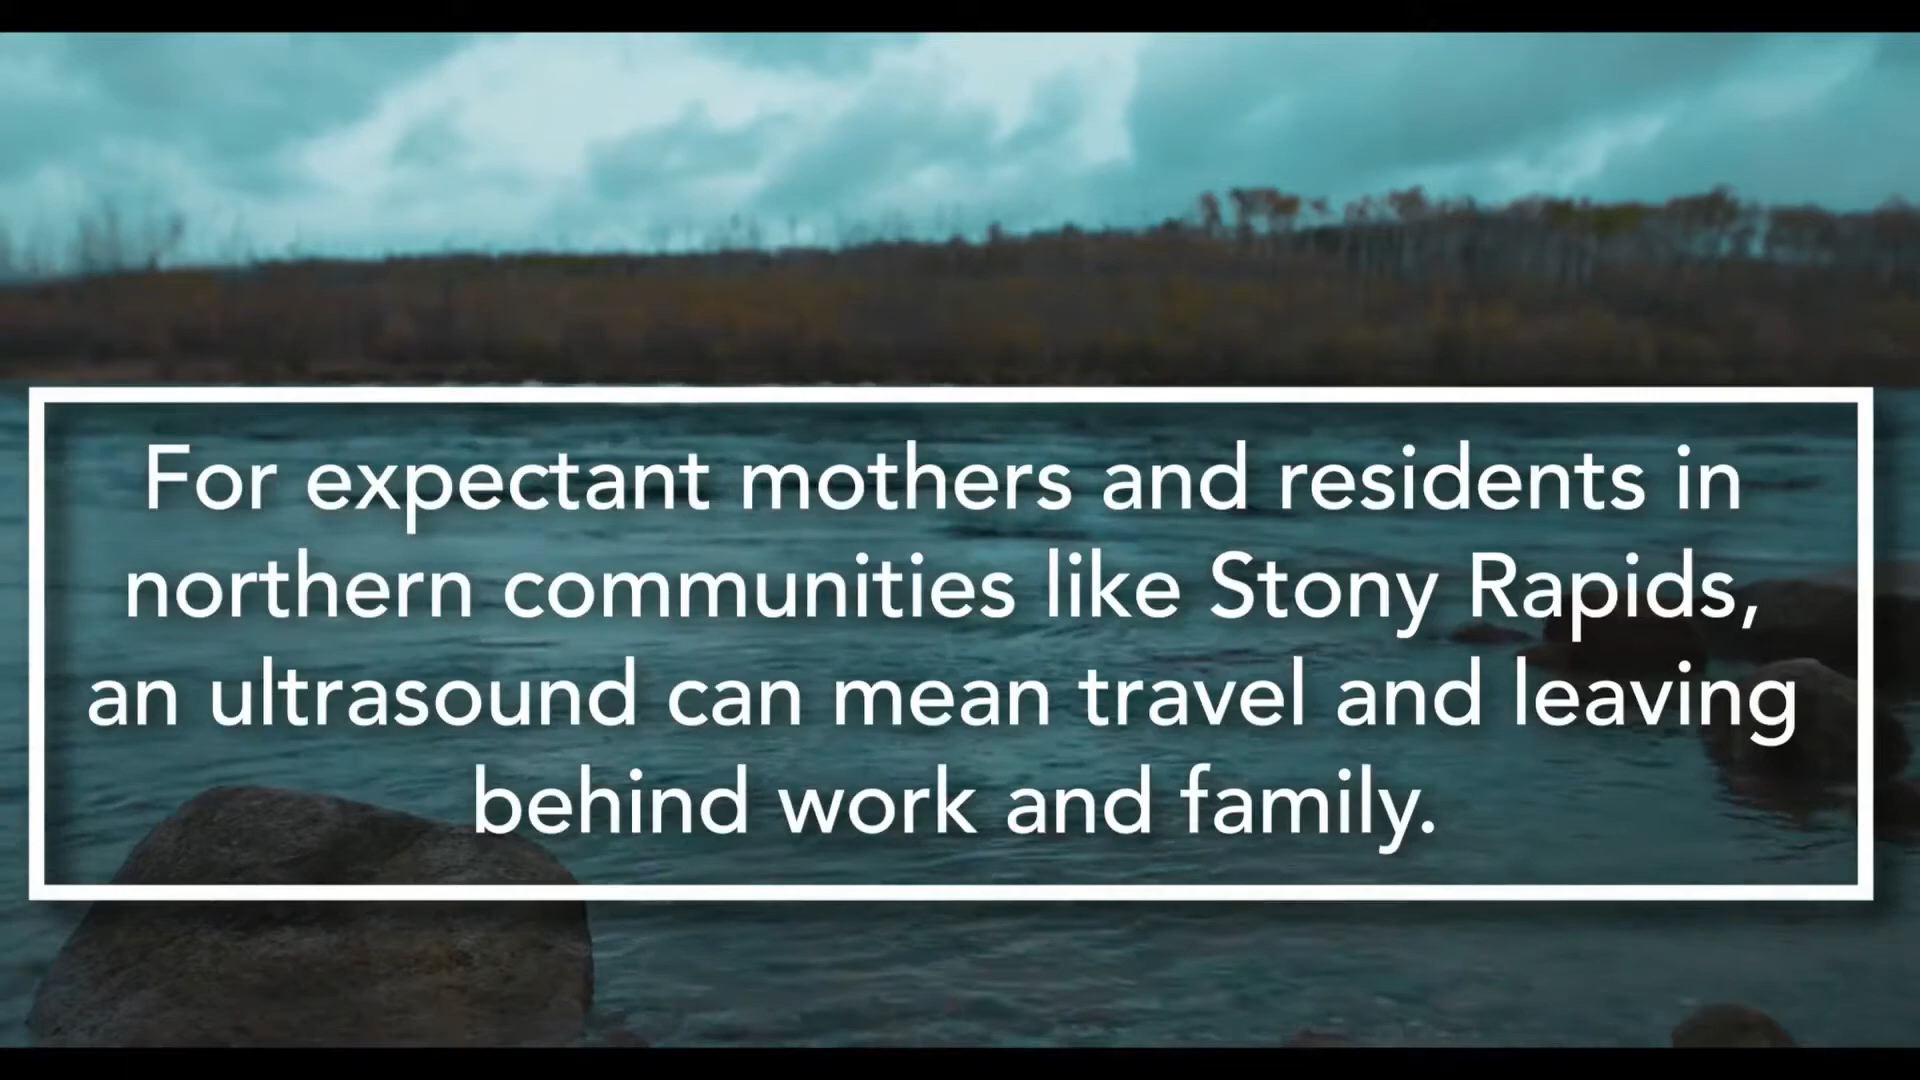 For expectant mothers and residents in
northern communities like Stony Rapids,
an ultrasound can mean travel and leaving
behind work and family.